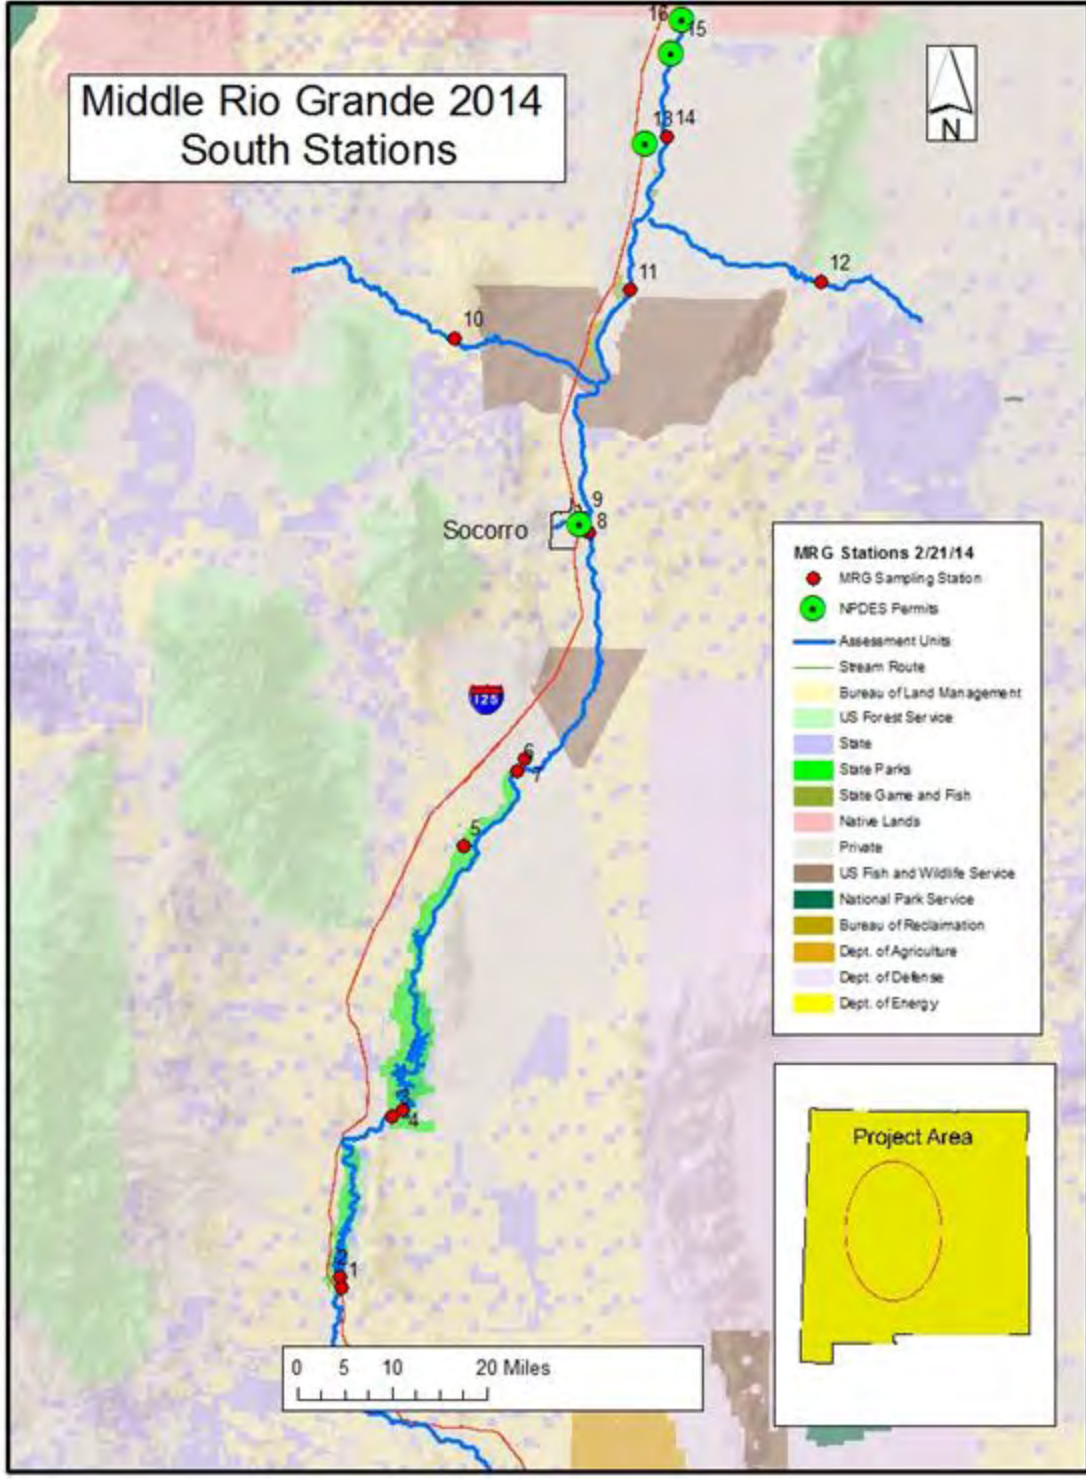 16
15
Middle Rio Grande 2014
South Stations
N
13 14
12
11
10
9
8
Socorro
MRG Stations 2/21/14
MRG Sampling Station
NPDES Permits
Assessment Units
Stream Route
Bureau of Land Management
US Forest Service
State
State Parks
State Game and Fish
Native Lands
Private
US Fish and Wildlife Service
National Park Service
Bureau of Reclamation
Dept. of Agriculture
Dept. of Defense
Dept. of Energy
125
6
7
5
4
Project Area
2
1
0 5 10 20 Miles